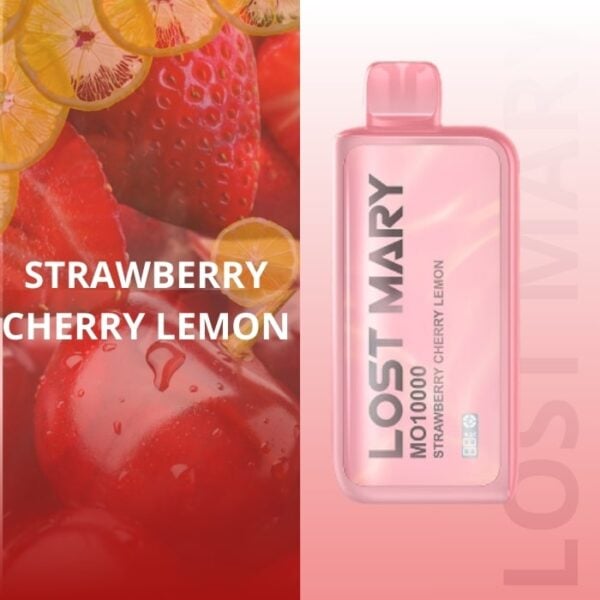 STRAWBERRY
CHERRY LEMON
LOST MARY
MO10000
STRAWBERRY CHERRY LEMON
LOST MARY